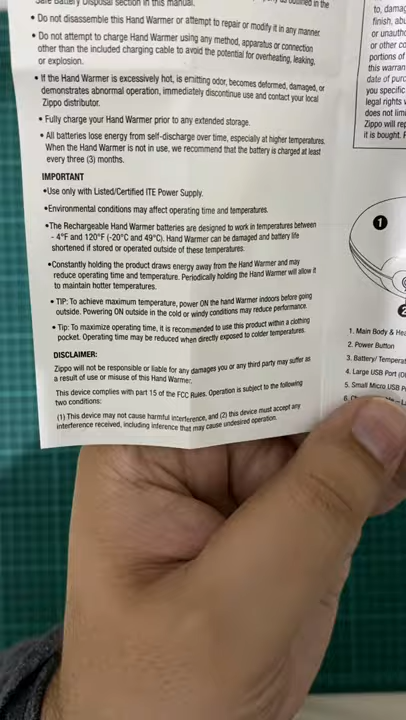 Safe Battery Disposal section in this manual.
• Do not disassemble this Hand Warmer or attempt to repair or modify it in any manner
• Do not attempt to charge Hand Warmer using any method, apparatus or connection
other than the included charging cable to avoid the potential for overheating, leaking,
or explosion.
• If the Hand Warmer is excessively hot, is emitting odor, becomes deformed, damaged, or
demonstrates abnormal operation, immediately discontinue use and contact your local
Zippo distributor.
• Fully charge your Hand Warmer prior to any extended storage.
• All batteries lose energy from self-discharge over time, especially at higher temperatures.
When the Hand Warmer is not in use, we recommend that the battery is charged at least
every three (3) months.
IMPORTANT
•Use only with Listed/Certified ITE Power Supply.
•Environmental conditions may affect operating time and temperatures.
•The Rechargeable Hand Warmer batteries are designed to work in temperatures between
- 4°F and 120°F (-20°C and 49°C). Hand Warmer can be damaged and battery life
shortened if stored or operated outside of these temperatures.
•Constantly holding the product draws energy away from the Hand Warmer and may
reduce operating time and temperature. Periodically holding the Hand Warmer will allow it
to maintain hotter temperatures.
• TIP: To achieve maximum temperature, power ON the hand Warmer indoors before going
outside. Powering ON outside in the cold or windy conditions may reduce performance.
• Tip: To maximize operating time, it is recommended to use this product within a clothing
pocket. Operating time may be reduced when directly exposed to colder temperatures.
DISCLAIMER:
Zippo will not be responsible or liable for any damages you or any third party may suffer as
a result of use or misuse of this Hand Warmer.
This device complies with part 15 of the FCC Rules. Operation is subject to the following
two conditions:
(1) This device may not cause harmful interference, and (2) this device must accept any
interference received, including inference that may cause undesired operation.
to, damag
finish, abu
or unautho
or other co
portions of
this warran
date of purc
you specific
legal rights v
does not limi
Zippo will rep
it is bought. F
1
2
1. Main Body & Hea
2. Power Button
3. Battery/ Temperat
4. Large USB Port (O
5. Small Micro USB P
6.